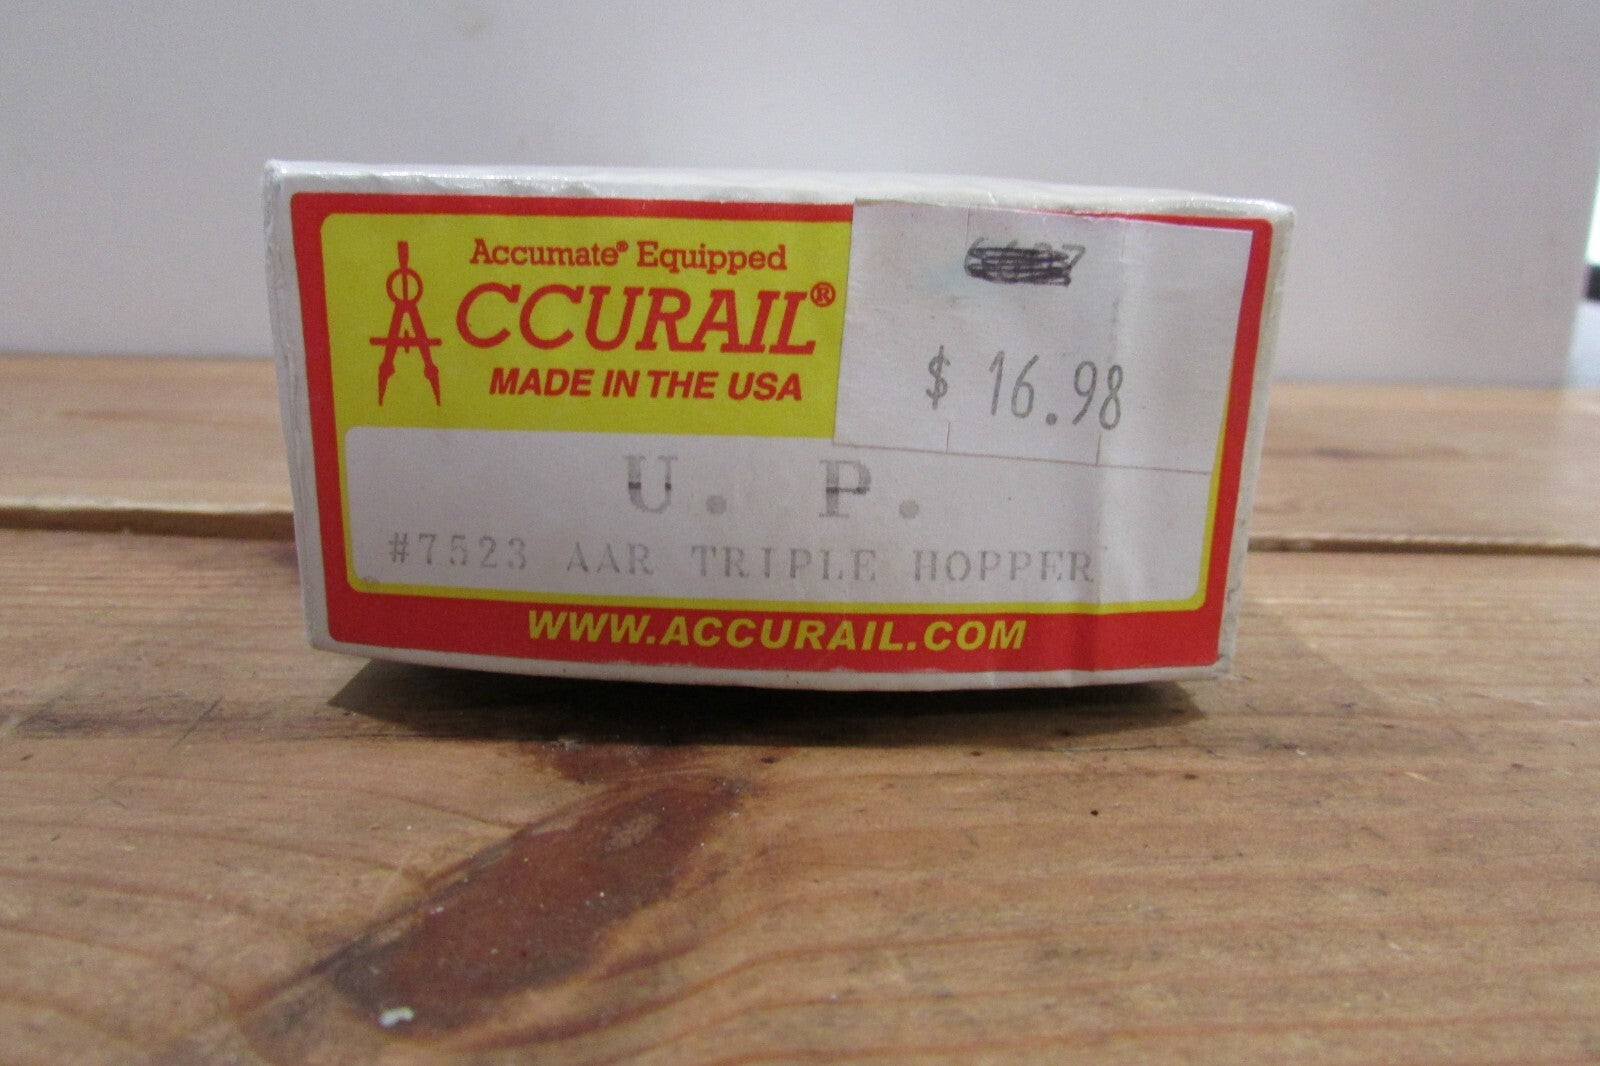 Accumate® Equipped
ACCURAIL®
MADE IN THE USA
$ 16.98
U. P.
#7523 AAR TRIPLE HOPPER
WWW.ACCURAIL.COM